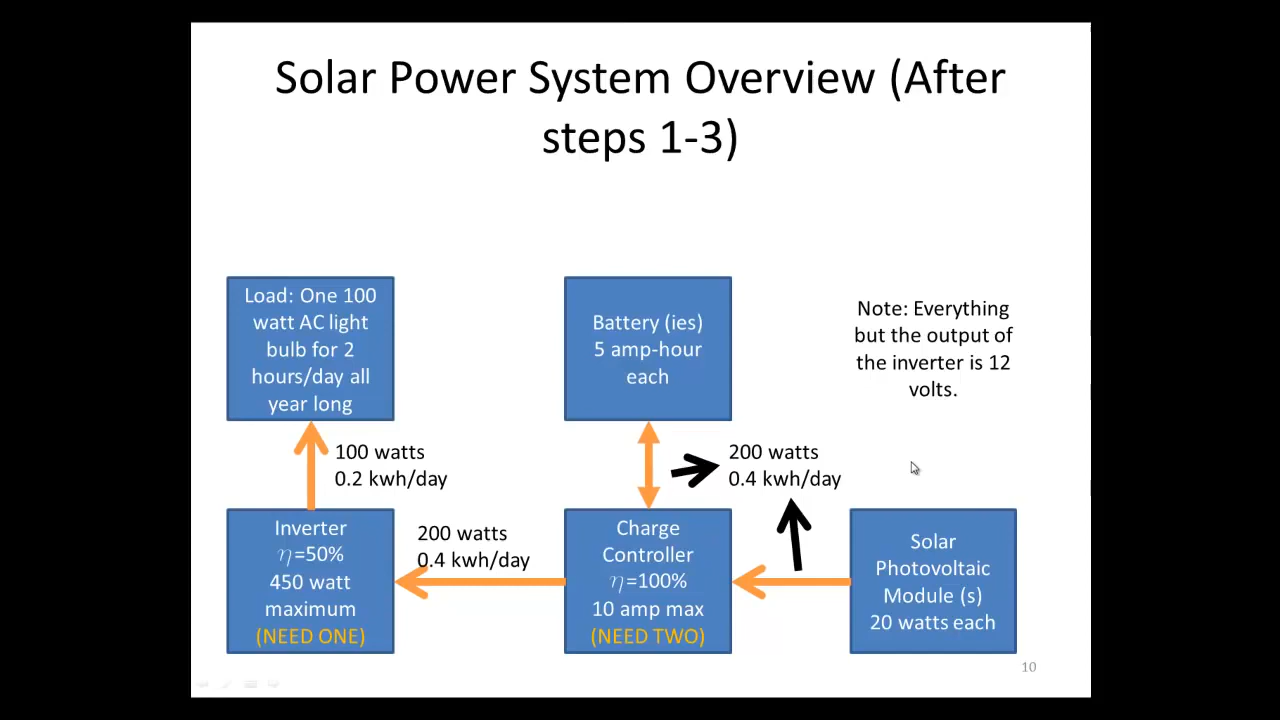 Solar Power System Overview (After
steps 1-3)
Load: One 100
watt AC light
bulb for 2
hours/day all
year long
Battery (ies)
5 amp-hour
each
Note: Everything
but the output of
the inverter is 12
volts.
100 watts
0.2 kwh/day
200 watts
0.4 kwh/day
200 watts
0.4 kwh/day
Inverter
η=50%
450 watt
maximum
(NEED ONE)
Charge
Controller
η=100%
10 amp max
(NEED TWO)
Solar
Photovoltaic
Module (s)
20 watts each
10